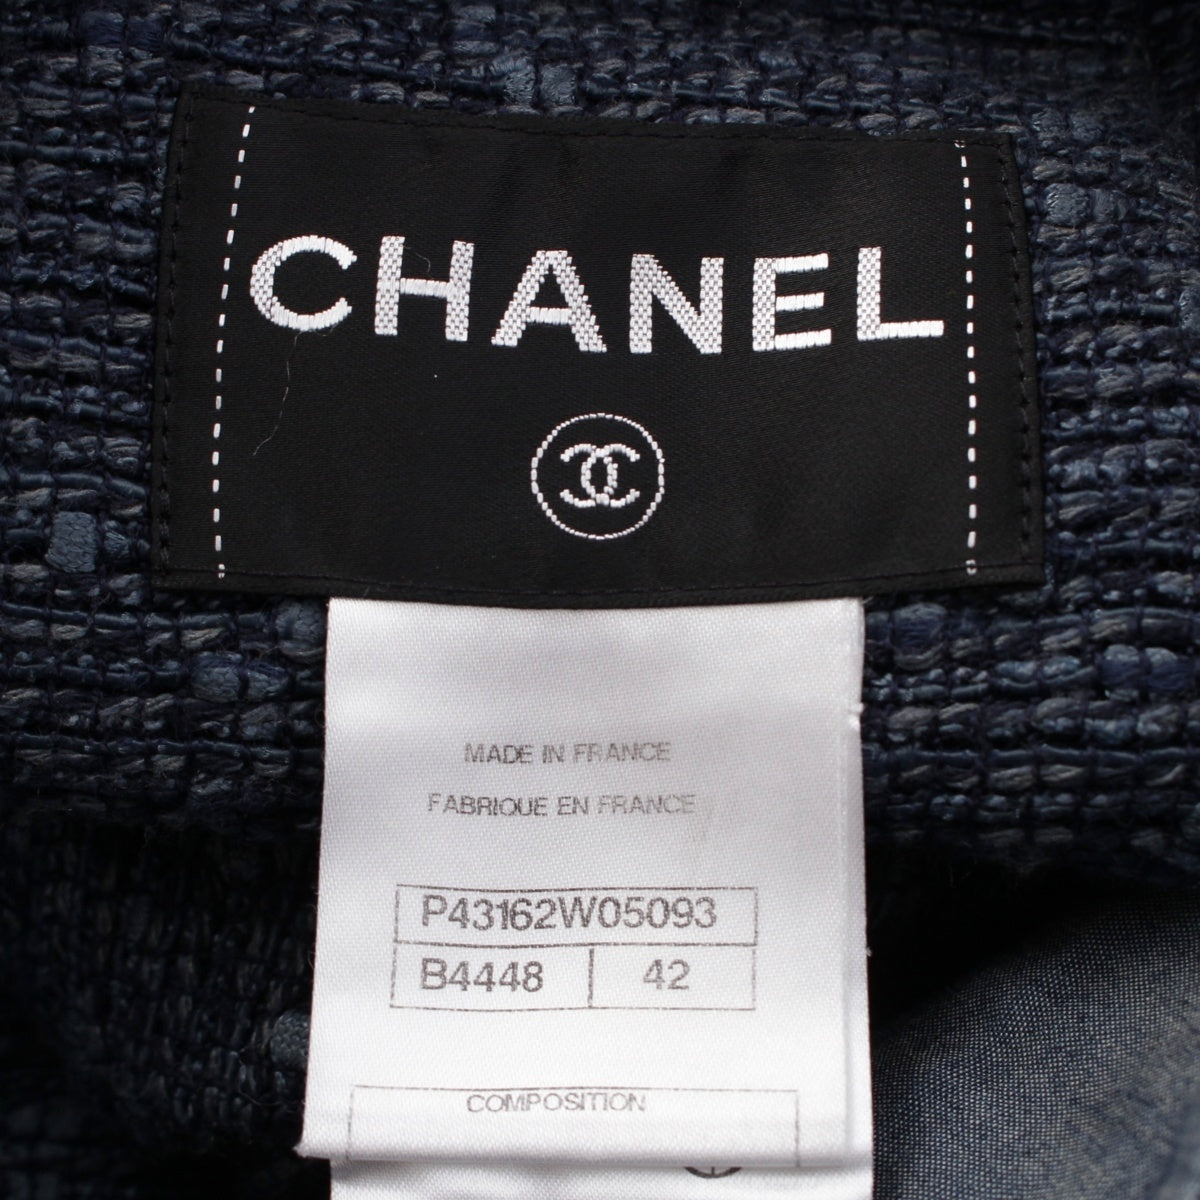 CHANEL
MADE IN FRANCE
FABRIQUE EN FRANCE
P43162W05093
B4448 42
COMPOSITION